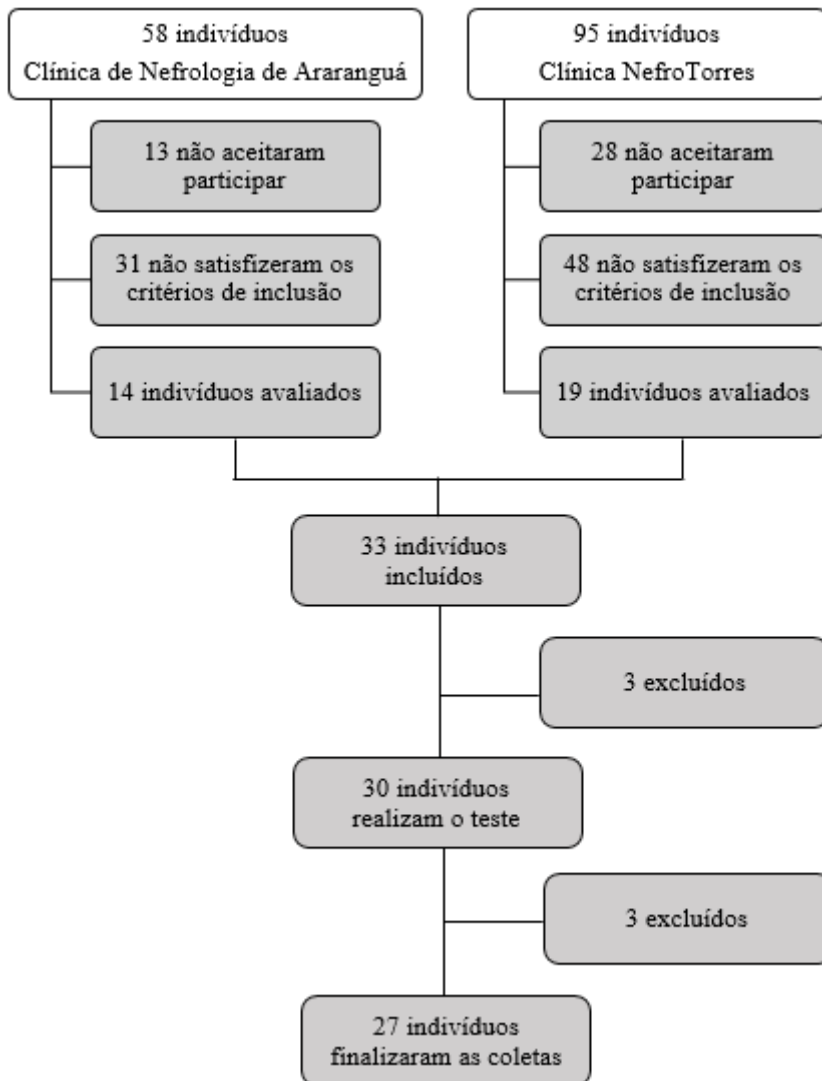 58 indivíduos
Clínica de Nefrologia de Araranguá
95 indivíduos
Clínica NefroTorres
13 não aceitaram
participar
28 não aceitaram
participar
31 não satisfizeram os
critérios de inclusão
48 não satisfizeram os
critérios de inclusão
14 indivíduos avaliados
19 indivíduos avaliados
33 indivíduos
incluídos
3 excluídos
30 indivíduos
realizam o teste
3 excluídos
27 indivíduos
finalizaram as coletas